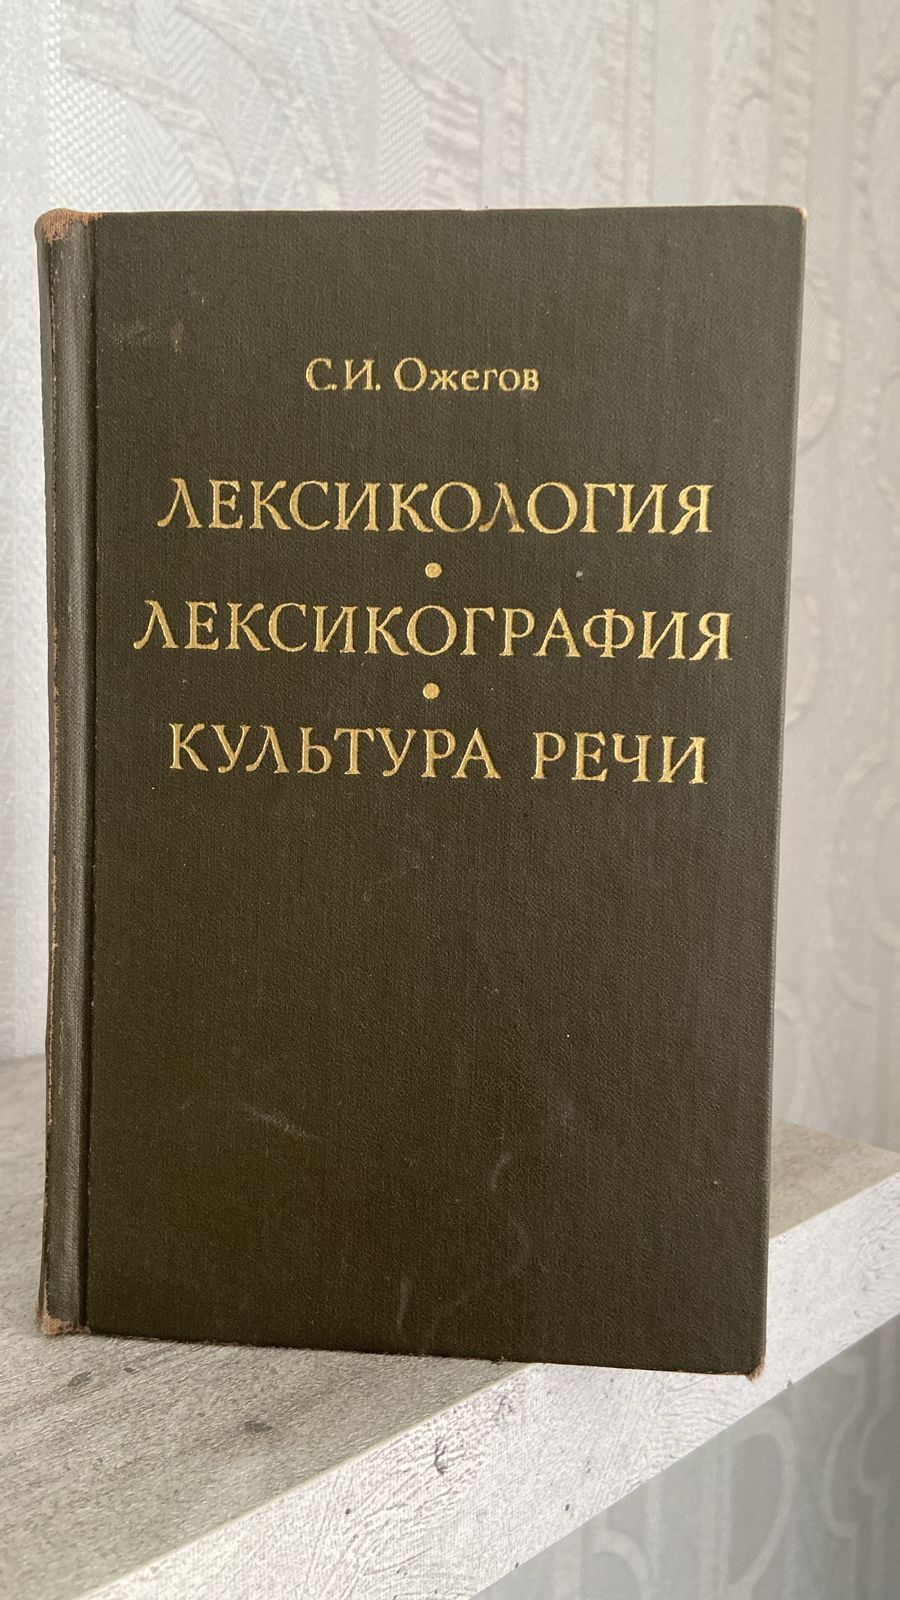 С.И. Ожегов
ЛЕКСИКОЛОГИЯ
•
ЛЕКСИКОГРАФИЯ
•
КУЛЬТУРА РЕЧИ